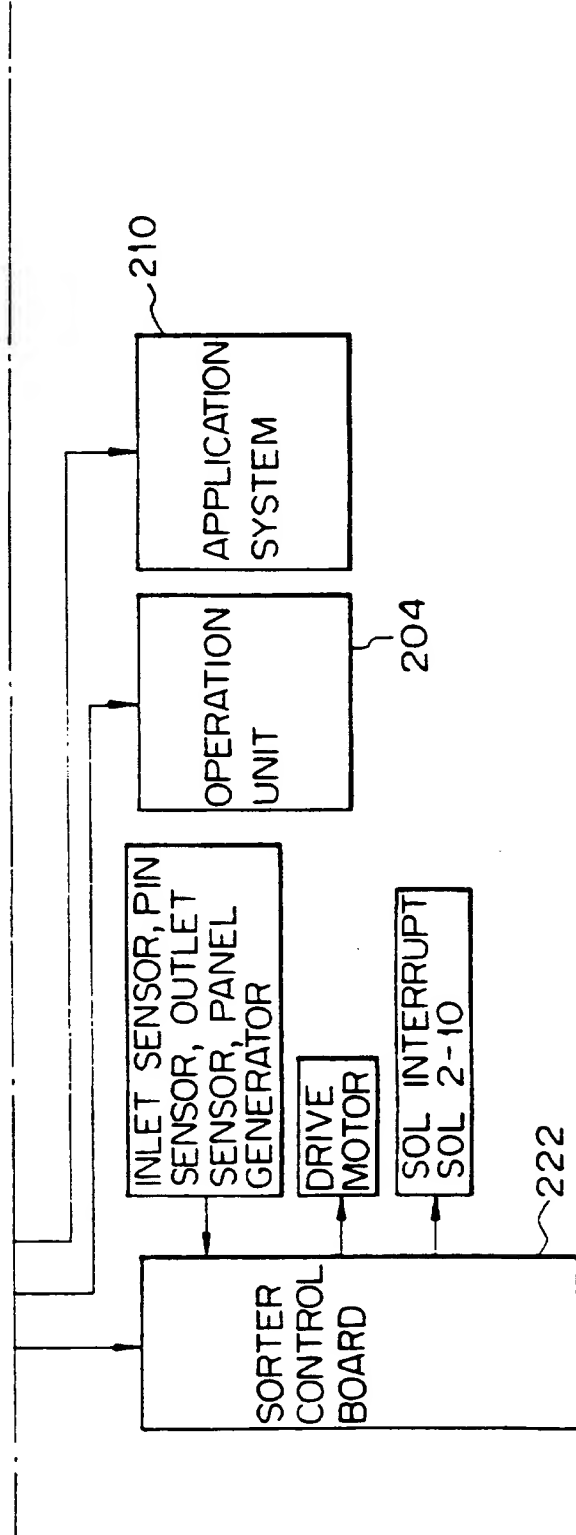 SORTER
CONTROL
BOARD
222
INLET SENSOR, PIN
SENSOR, OUTLET
SENSOR, PANEL
GENERATOR
DRIVE
MOTOR
SOL INTERRUPT
SOL 2-10
OPERATION
UNIT
204
APPLICATION
SYSTEM
210